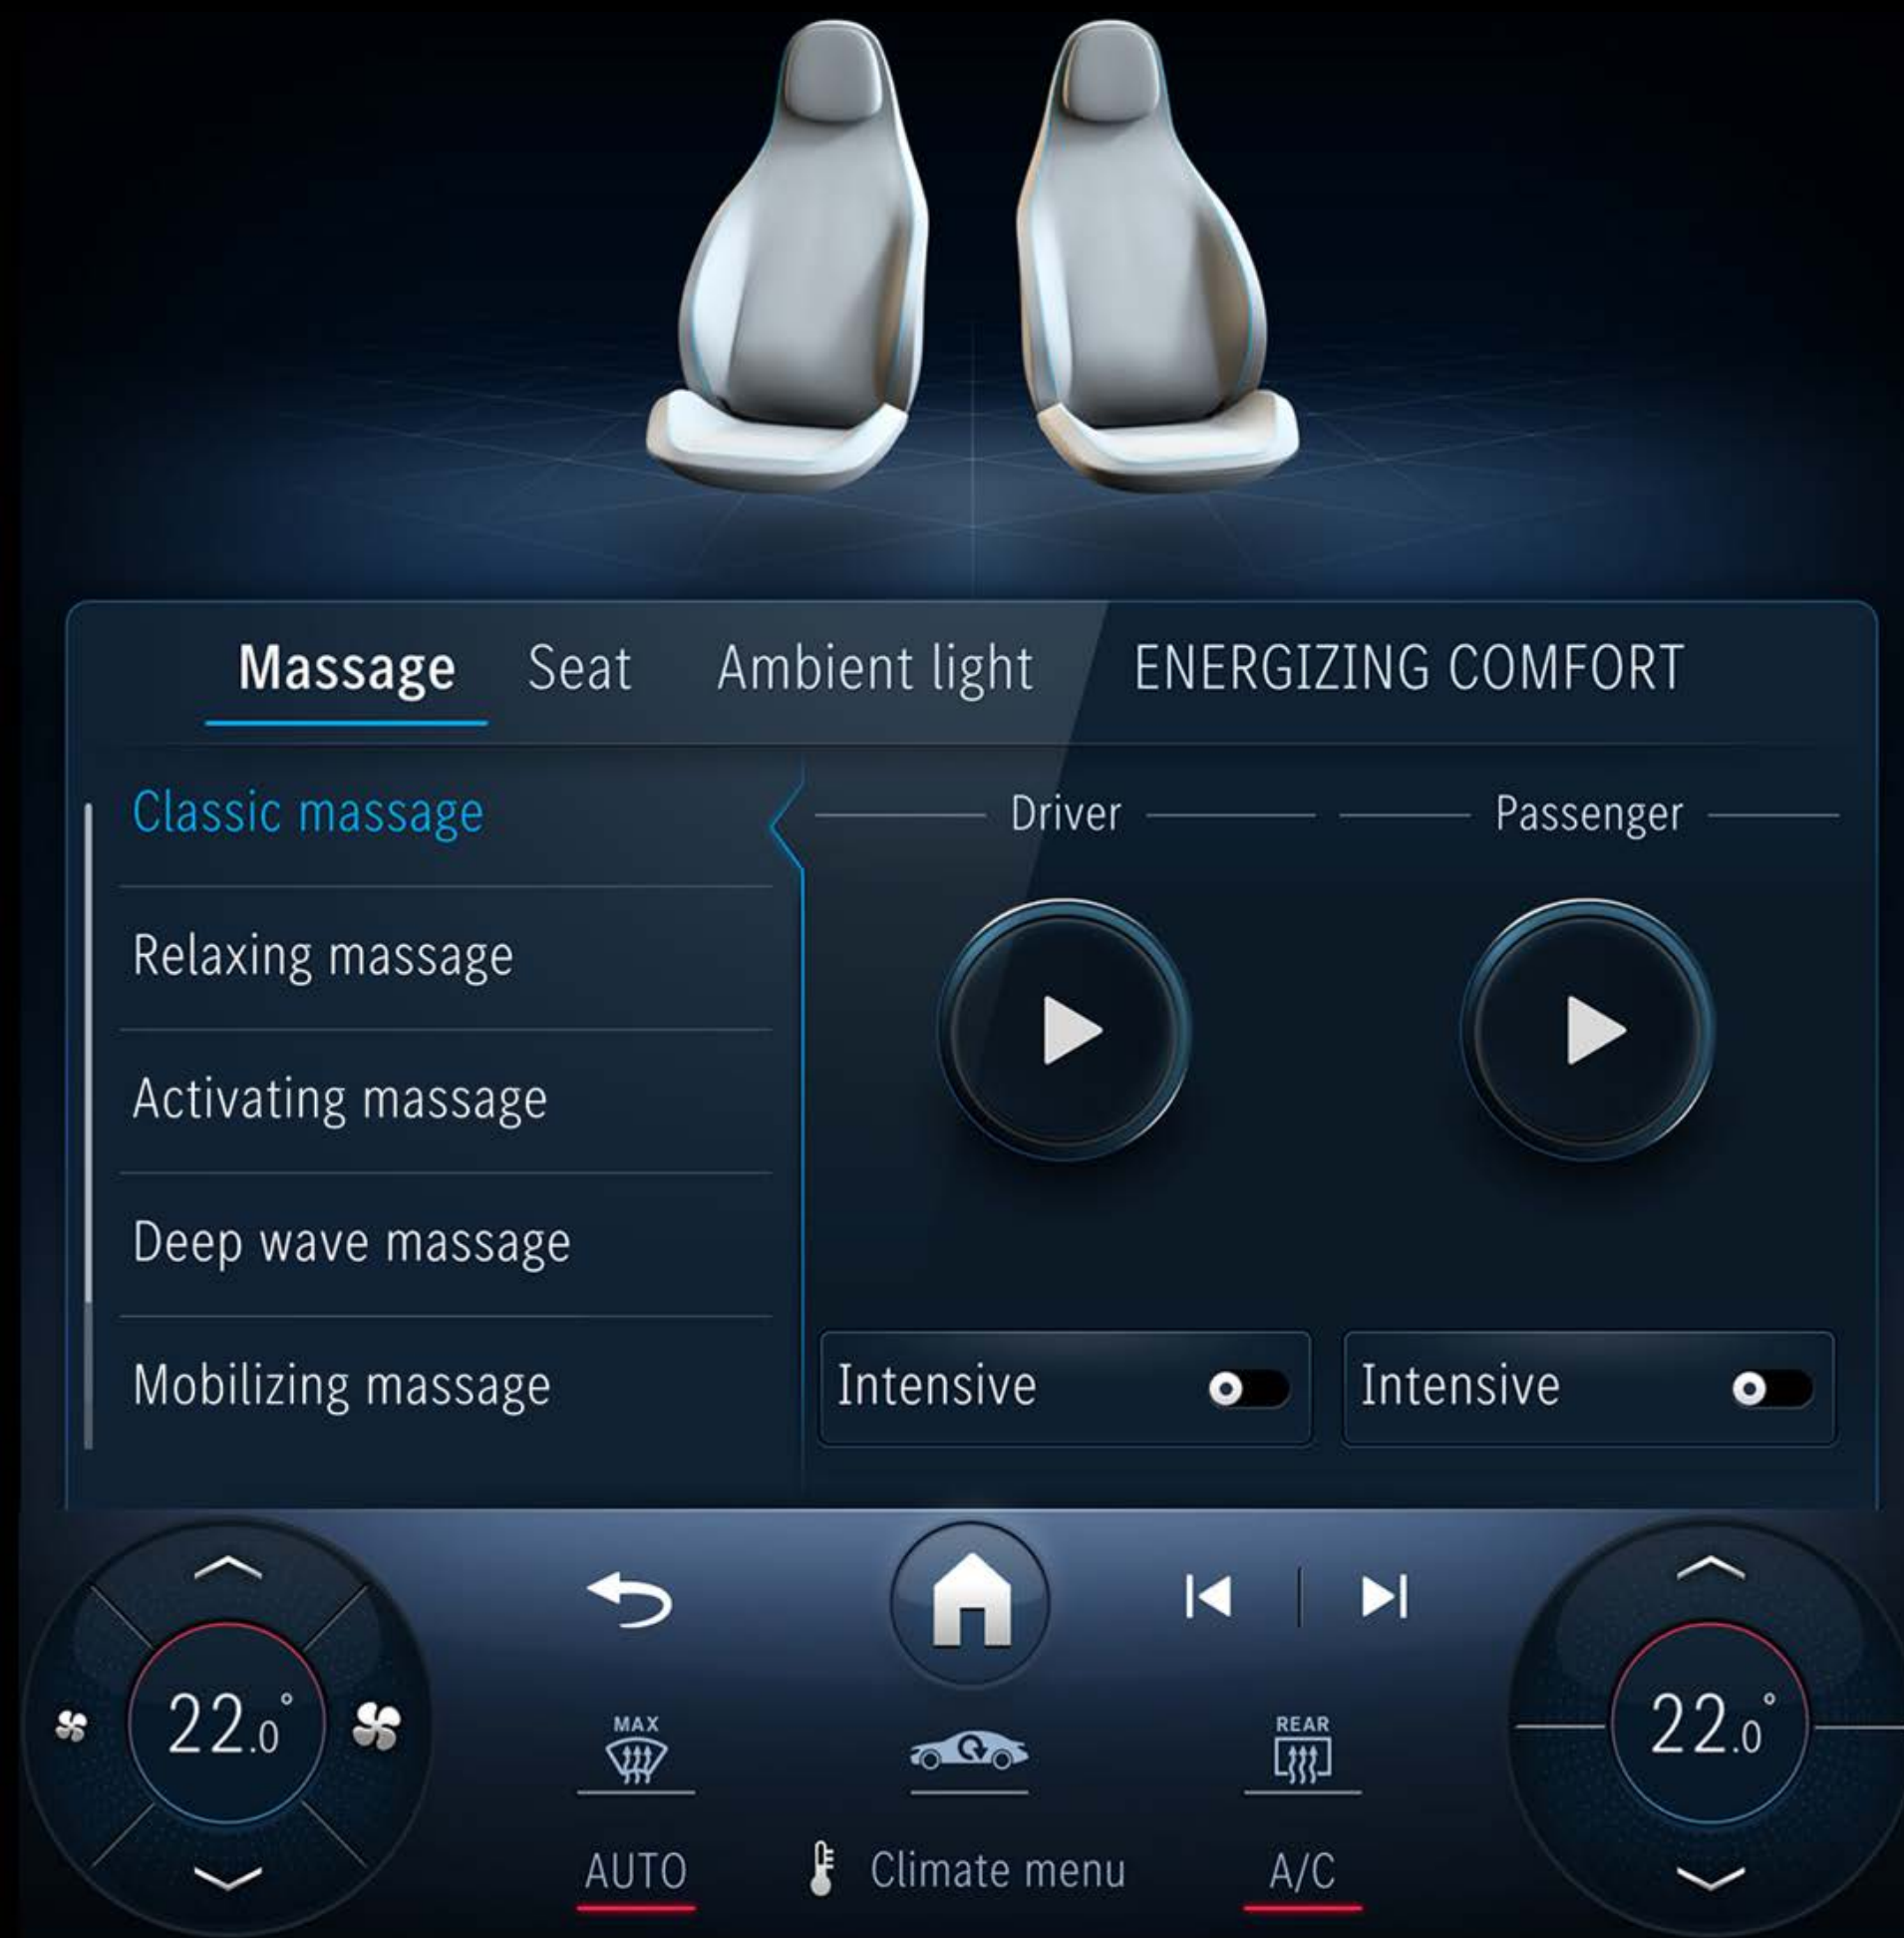 Massage Seat Ambient light ENERGIZING COMFORT
Classic massage
Relaxing massage
Activating massage
Deep wave massage
Mobilizing massage
Driver Passenger
Intensive Intensive
22.0°
MAX
REAR
22.0°
AUTO Climate menu A/C